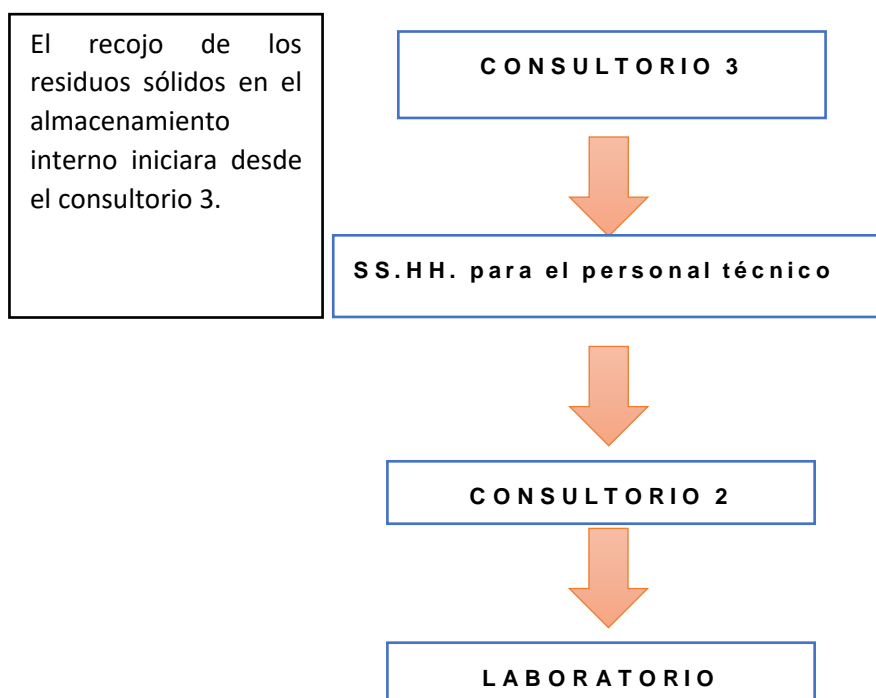 El recojo de los
residuos sólidos en el
almacenamiento
interno iniciara desde
el consultorio 3.
CONSULTORIO 3
SS.HH. para el personal técnico
CONSULTORIO 2
LABORATORIO